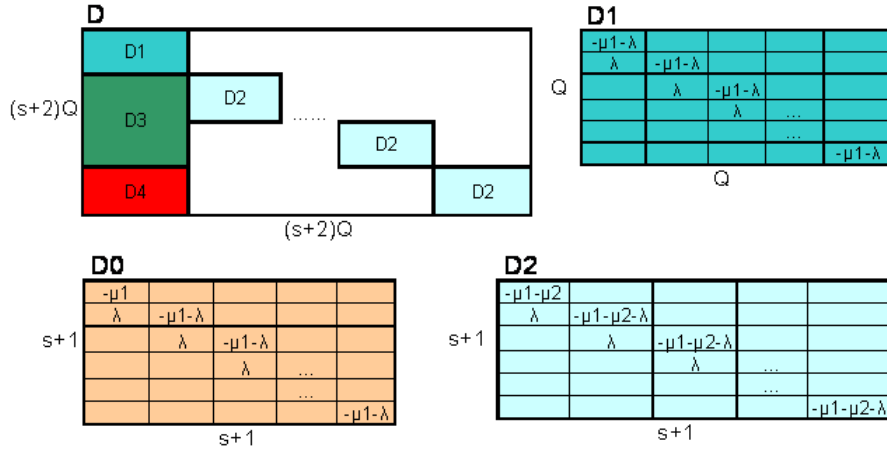 D
D1
D1
-μ1-λ
λ
-μ1-λ
D2
Q
λ
-μ1-λ
(s+2)Q
D3
......
λ
...
D2
...
-μ1-λ
D4
D2
Q
(s+2)Q
D0
D2
-μ1
-μ1-μ2
λ
-μ1-λ
λ
-μ1-μ2-λ
s+1
λ
-μ1-λ
s+1
λ
-μ1-μ2-λ
λ
...
λ
...
...
...
-μ1-λ
-μ1-μ2-λ
s+1
s+1